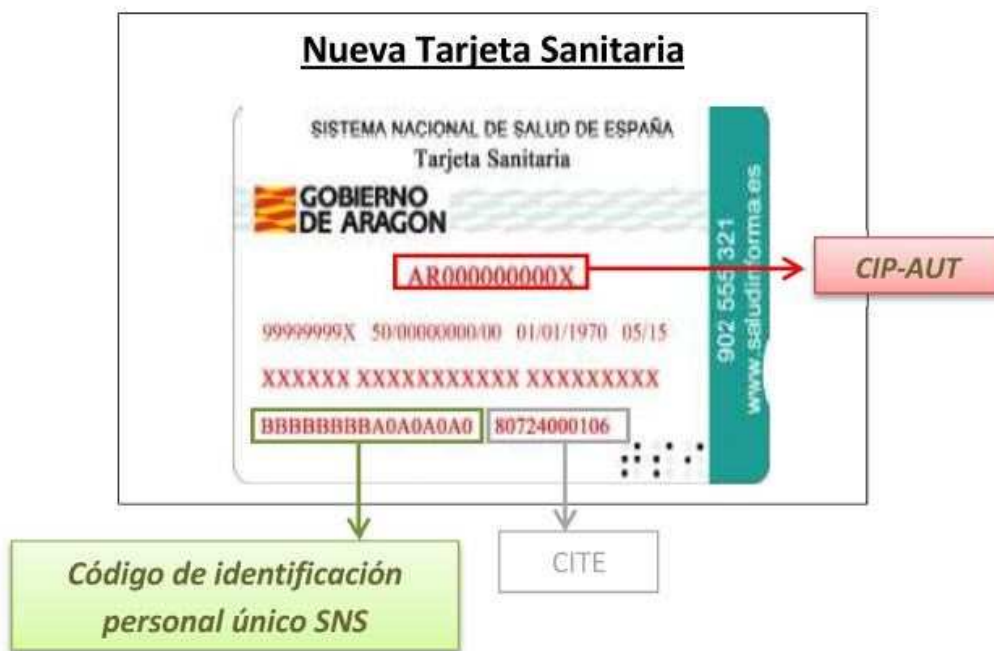 Nueva Tarjeta Sanitaria
SISTEMA NACIONAL DE SALUD DE ESPAÑA
Tarjeta Sanitaria
GOBIERNO
DE ARAGON
AR000000000X
CIP-AUT
99999999X 50/00000000/00 01/01/1970 05/15
XXXXXX XXXXXXXXXXX XXXXXXXXX
BBBBBBBBA0A0A0A0 80724000106
902 555 321
www.saludinforma.es
Código de identificación
personal único SNS
CITE